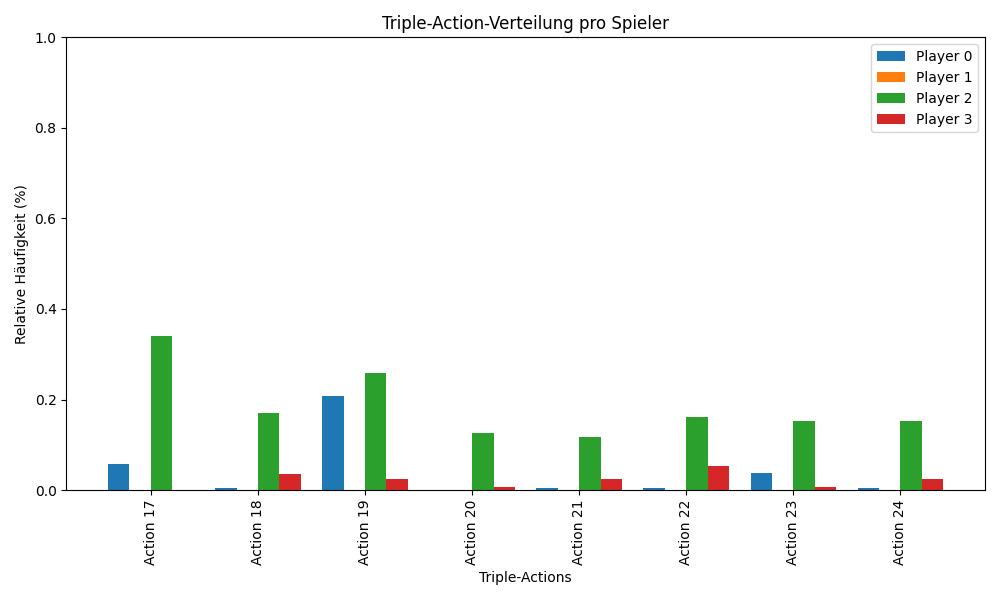 Triple-Action-Verteilung pro Spieler
Relative Häufigkeit (%)
1.0
0.8
0.6
0.4
0.2
0.0
Player 0
Player 1
Player 2
Player 3
Action 17
Action 18
Action 19
Action 20
Action 21
Action 22
Action 23
Action 24
Triple-Actions